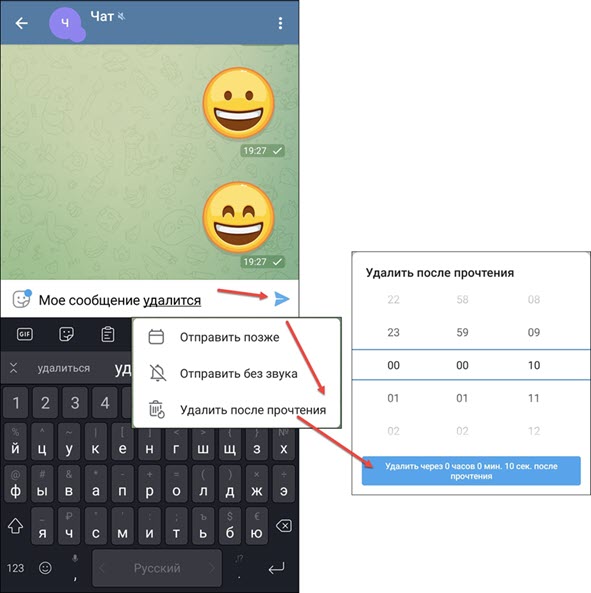 Ч
Чат
19:27
19:27
Мое сообщение удалится
GIF
удалиться
уд
Отправить позже
Отправить без звука
Удалить после прочтения
1 2 3 4
% ^ ~ | [ ] < > { }
й ц у к е н г ш щ з х
@ # & * - + = ( ) _ × ÷
ф ы в а п р о л д ж э
_ ₽ " ' : ; ъ $ €
я ч с м и т ь б ю
123 , Русский .
,!?
Удалить после прочтения
22 58 08
23 59 09
00 00 10
01 01 11
02 02 12
Удалить через 0 часов 0 мин. 10 сек. после
прочтения